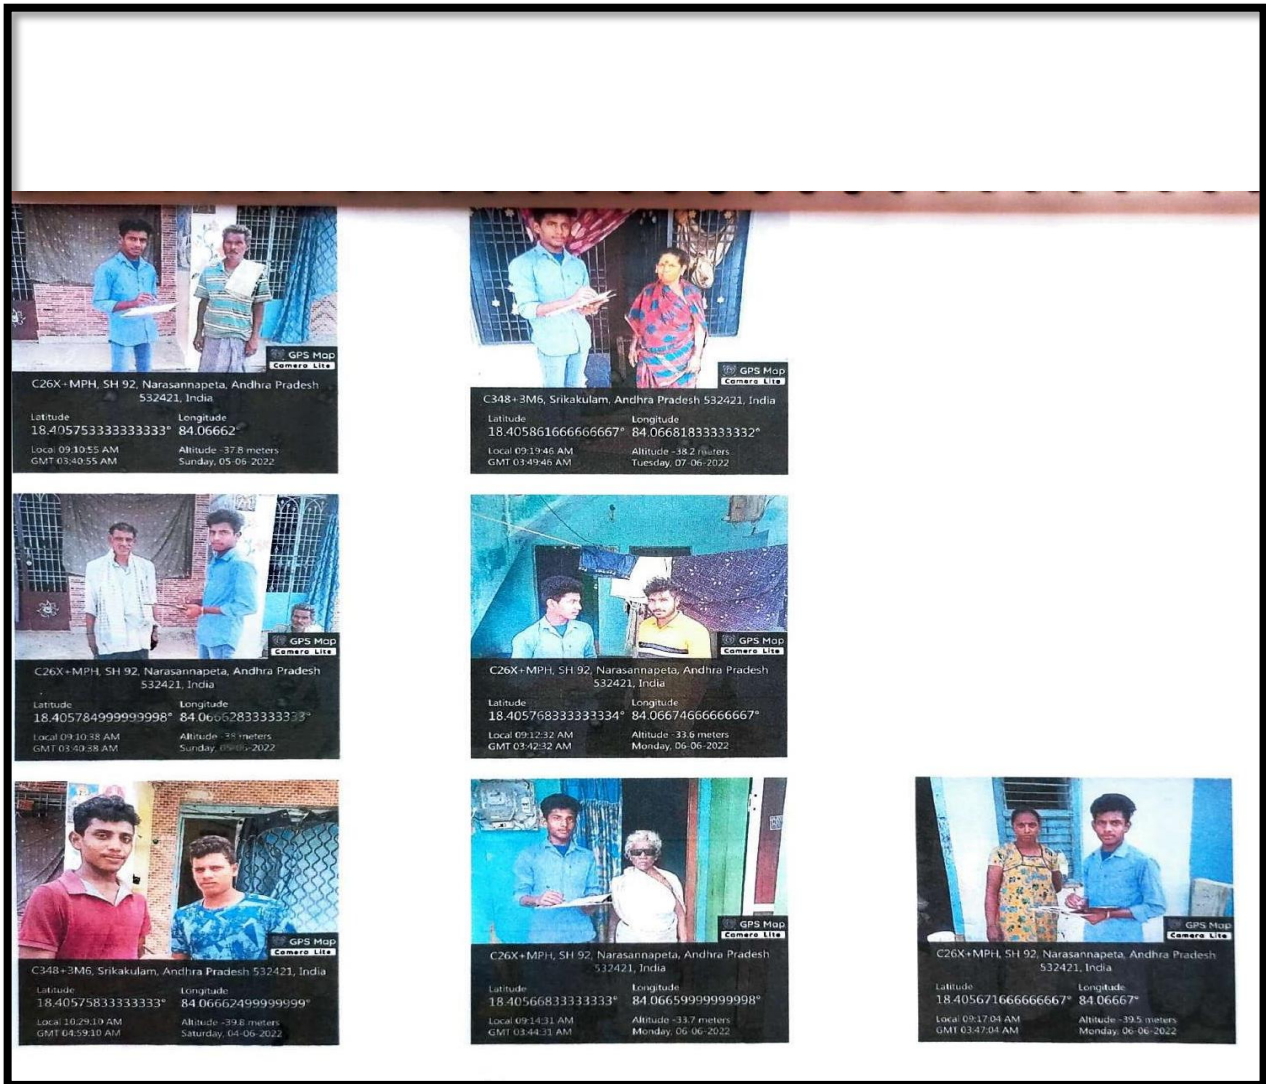 GPS Map
Camera Lite
C26X+MPH, SH 92, Narasannapeta, Andhra Pradesh
532421, India
Latitude Longitude
18.405753333333333° 84.06662
Local 09:10:55 AM Altitude -37.8 meters
GMT 03:40:55 AM Sunday, 05-06-2022
GPS Map
Camera Lite
C348+3M6, Srikakulam, Andhra Pradesh 532421, India
Latitude Longitude
18.405861666666667° 84.06681833333332°
Local 09:19:46 AM Altitude -38.2 meters
GMT 03:49:46 AM Tuesday, 07-06-2022
GPS Map
Camera Lite
C26X+MPH, SH 92, Narasannapeta, Andhra Pradesh
532421, India
Latitude Longitude
18.405784999999998° 84.06662833333333°
Local 09:10:38 AM Altitude -38 meters
GMT 03:40:38 AM Sunday, 05-06-2022
GPS Map
Camera Lite
C26X+MPH, SH 92, Narasannapeta, Andhra Pradesh
532421, India
Latitude Longitude
18.405768333333334° 84.06674666666667°
Local 09:12:32 AM Altitude -33.6 meters
GMT 03:42:32 AM Monday, 06-06-2022
GPS Map
Camera Lite
C348+3M6, Srikakulam, Andhra Pradesh 532421, India
Latitude Longitude
18.40575833333333° 84.06662499999999°
Local 10:29:10 AM Altitude -39.8 meters
GMT 04:59:10 AM Saturday, 04-06-2022
GPS Map
Camera Lite
C26X+MPH, SH 92, Narasannapeta, Andhra Pradesh
532421, India
Latitude Longitude
18.40566833333333° 84.06659999999998°
Local 09:14:31 AM Altitude -33.7 meters
GMT 03:44:31 AM Monday, 06-06-2022
GPS Map
Camera Lite
C26X+MPH, SH 92, Narasannapeta, Andhra Pradesh
532421, India
Latitude Longitude
18.405671666666667° 84.06667°
Local 09:17:04 AM Altitude -39.5 meters
GMT 03:47:04 AM Monday, 06-06-2022